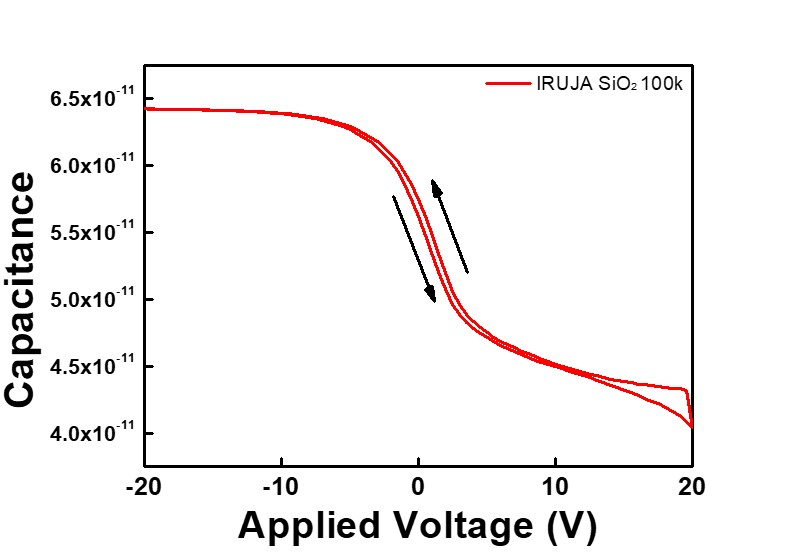 IRUJA SiO₂ 100k
6.5x10⁻¹¹
6.0x10⁻¹¹
5.5x10⁻¹¹
5.0x10⁻¹¹
4.5x10⁻¹¹
4.0x10⁻¹¹
Capacitance
-20 -10 0 10 20
Applied Voltage (V)